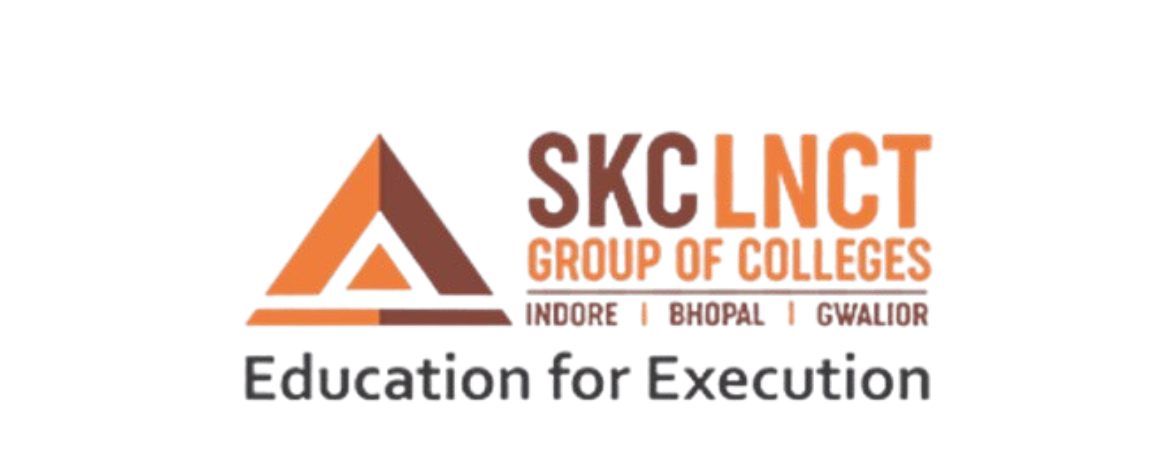 SKC LNCT
GROUP OF COLLEGES
INDORE | BHOPAL | GWALIOR
Education for Execution